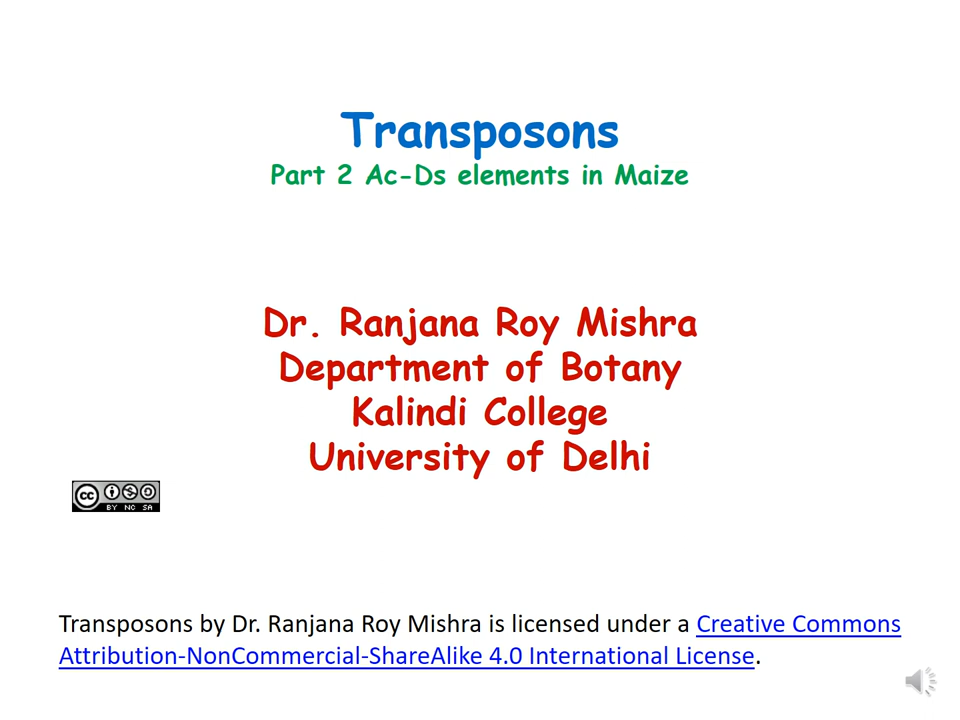 Transposons
Part 2 Ac-Ds elements in Maize
Dr. Ranjana Roy Mishra
Department of Botany
Kalindi College
University of Delhi
cc
BY NC SA
Transposons by Dr. Ranjana Roy Mishra is licensed under a Creative Commons
Attribution-NonCommercial-ShareAlike 4.0 International License.